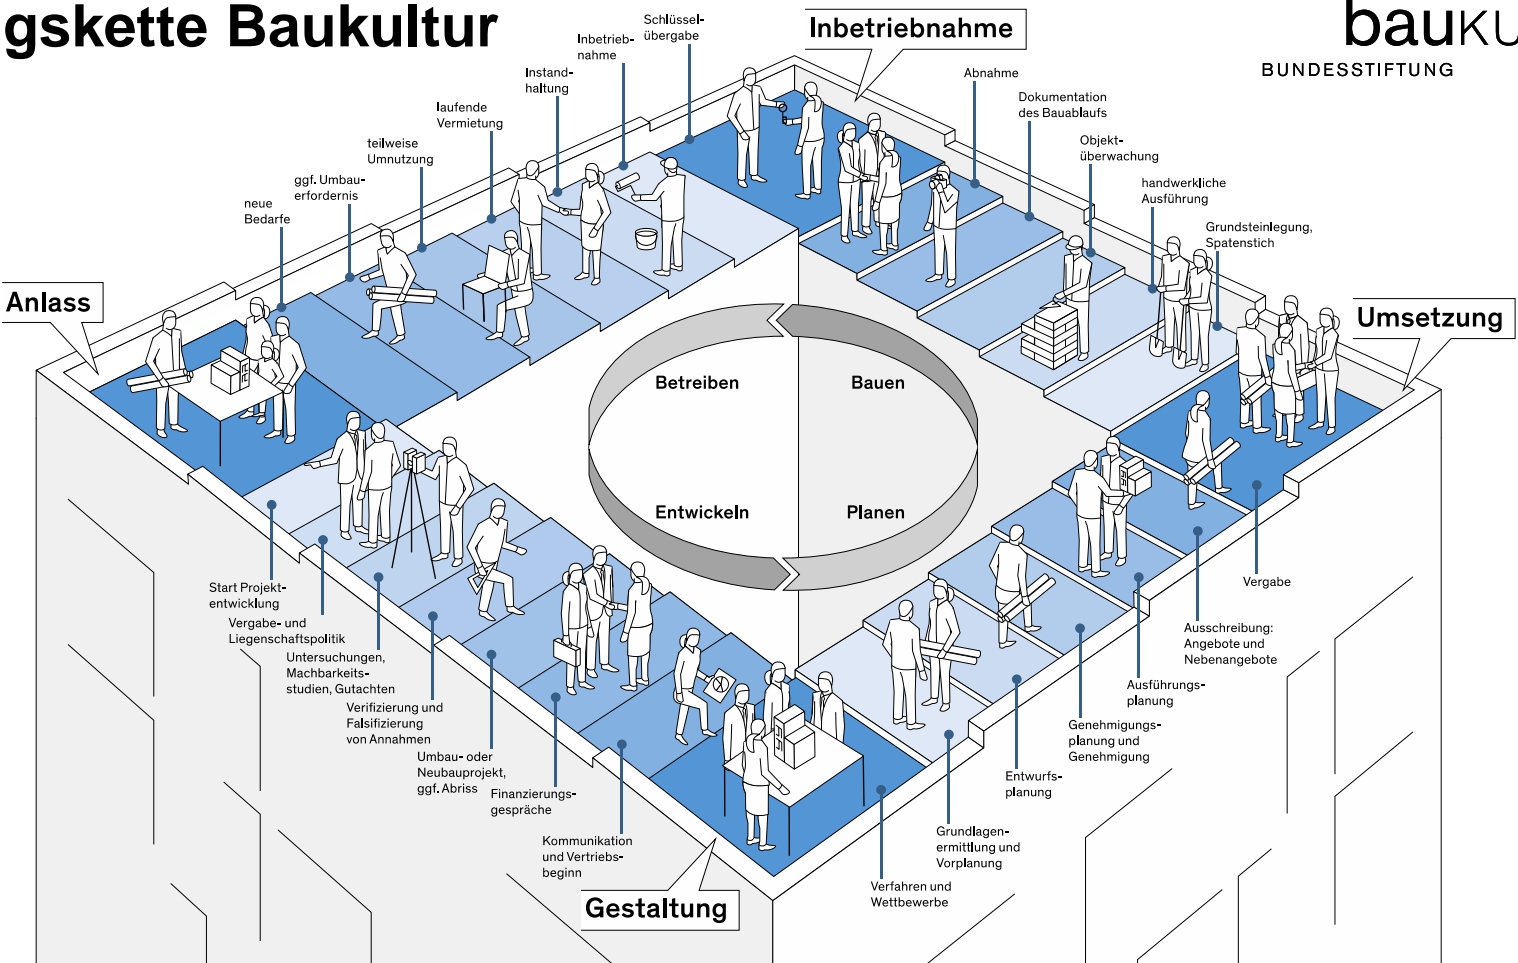 gskette Baukultur
bauKU
BUNDESSTIFTUNG
Inbetriebnahme
Schlüssel-
übergabe
Inbetrieb-
nahme
Instand-
haltung
laufende
Vermietung
teilweise
Umnutzung
ggf. Umbau-
erfordernis
neue
Bedarfe
Anlass
Abnahme
Dokumentation
des Bauablaufs
Objekt-
überwachung
handwerkliche
Ausführung
Grundsteinlegung,
Spatenstich
Umsetzung
Betreiben
Bauen
Entwickeln
Planen
Start Projekt-
entwicklung
Vergabe- und
Liegenschaftspolitik
Untersuchungen,
Machbarkeits-
studien, Gutachten
Verifizierung und
Falsifizierung
von Annahmen
Umbau- oder
Neubauprojekt,
ggf. Abriss
Finanzierungs-
gespräche
Kommunikation
und Vertriebs-
beginn
Gestaltung
Verfahren und
Wettbewerbe
Grundlagen-
ermittlung und
Vorplanung
Entwurfs-
planung
Genehmigungs-
planung und
Genehmigung
Ausführungs-
planung
Ausschreibung:
Angebote und
Nebenangebote
Vergabe